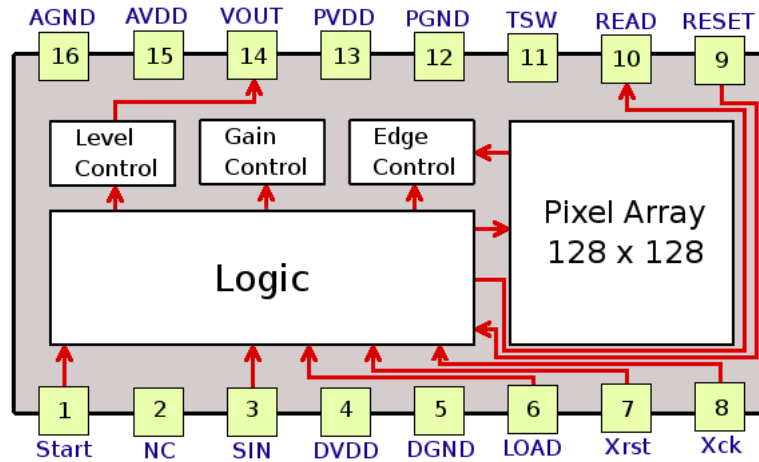 AGND AVDD VOUT PVDD PGND TSW READ RESET
16 15 14 13 12 11 10 9
Level Control
Gain Control
Edge Control
Pixel Array
128 x 128
Logic
1 2 3 4 5 6 7 8
Start NC SIN DVDD DGND LOAD Xrst Xck